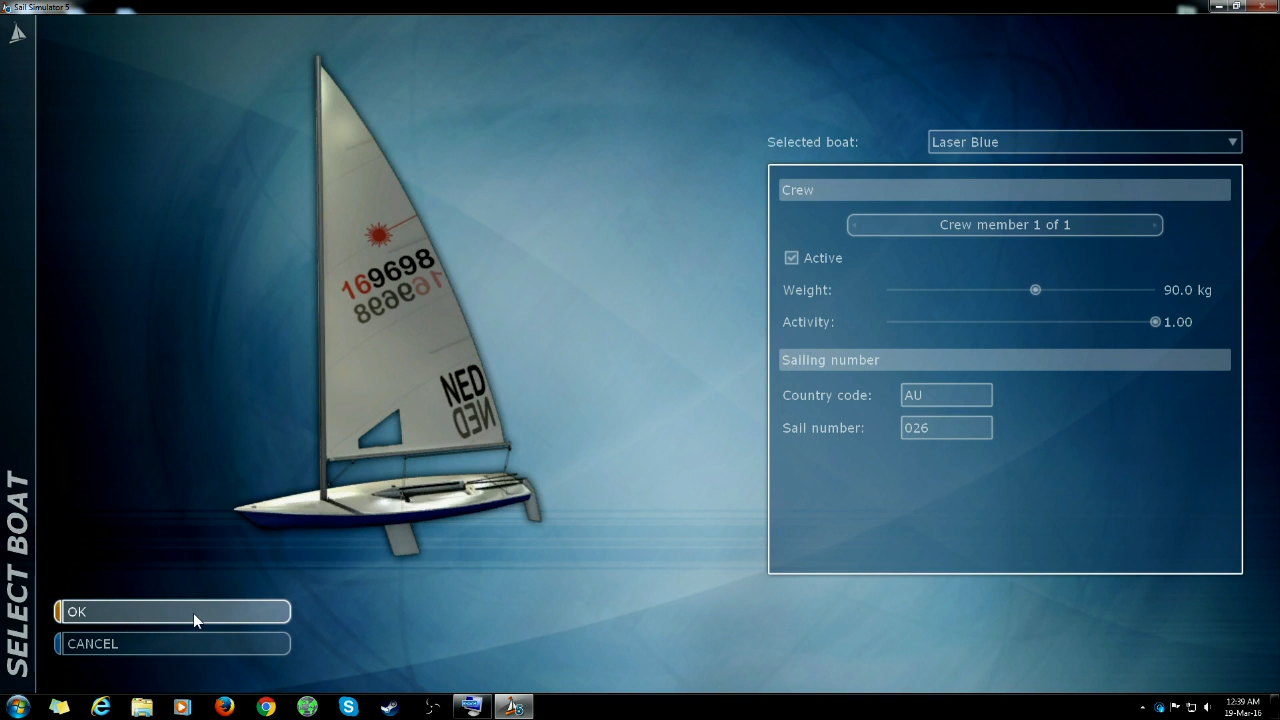 Sail Simulator 5
Selected boat:
Laser Blue
Crew
Crew member 1 of 1
Active
Weight:
90.0 kg
Activity:
1.00
Sailing number
Country code:
AU
Sail number:
026
169698
169698
NED
NED
SELECT BOAT
OK
CANCEL
12:39 AM
19-Mar-16